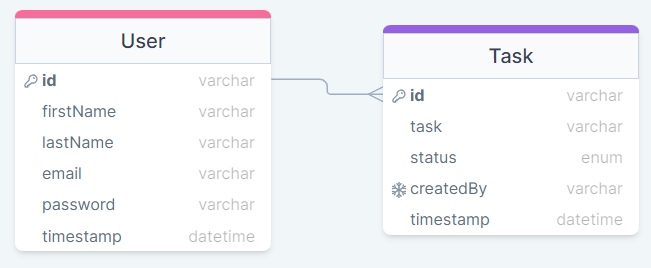 User
id varchar
firstName varchar
lastName varchar
email varchar
password varchar
timestamp datetime
Task
id varchar
task varchar
status enum
createdBy varchar
timestamp datetime